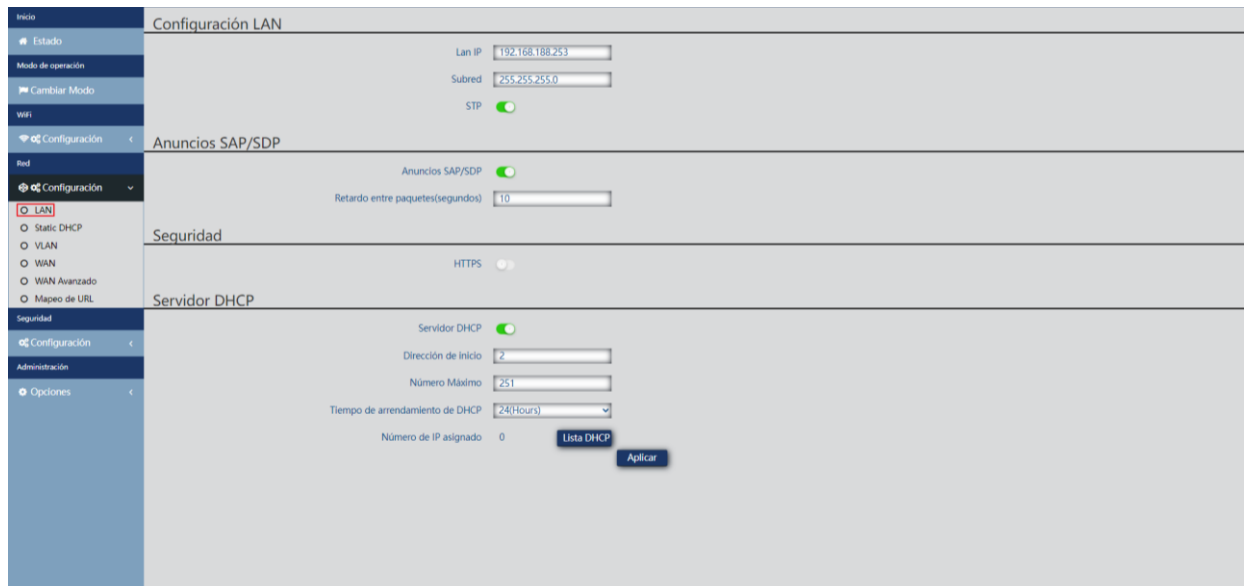 Inicio
Estado
Modo de operación
Cambiar Modo
WiFi
Configuración
Red
Configuración
LAN
Static DHCP
VLAN
WAN
WAN Avanzado
Mapeo de URL
Seguridad
Configuración
Administración
Opciones
Configuración LAN
Lan IP 192.168.188.253
Subred 255.255.255.0
STP
Anuncios SAP/SDP
Anuncios SAP/SDP
Retardo entre paquetes(segundos) 10
Seguridad
HTTPS
Servidor DHCP
Servidor DHCP
Dirección de inicio 2
Número Máximo 251
Tiempo de arrendamiento de DHCP 24(Hours)
Número de IP asignado 0 Lista DHCP
Aplicar